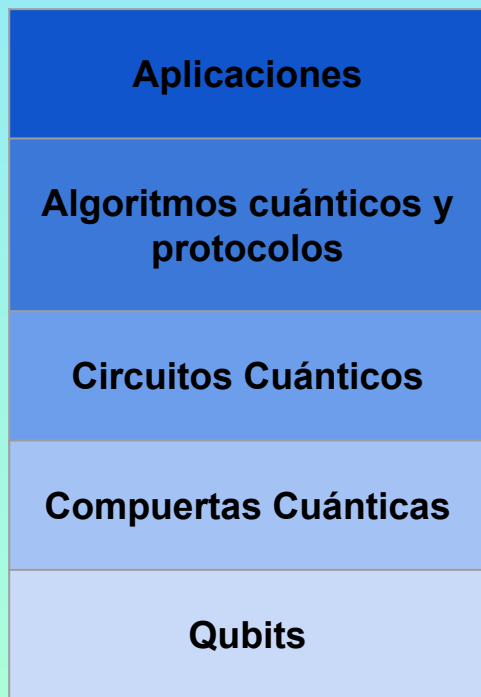 Aplicaciones
Algoritmos cuánticos y
protocolos
Circuitos Cuánticos
Compuertas Cuánticas
Qubits